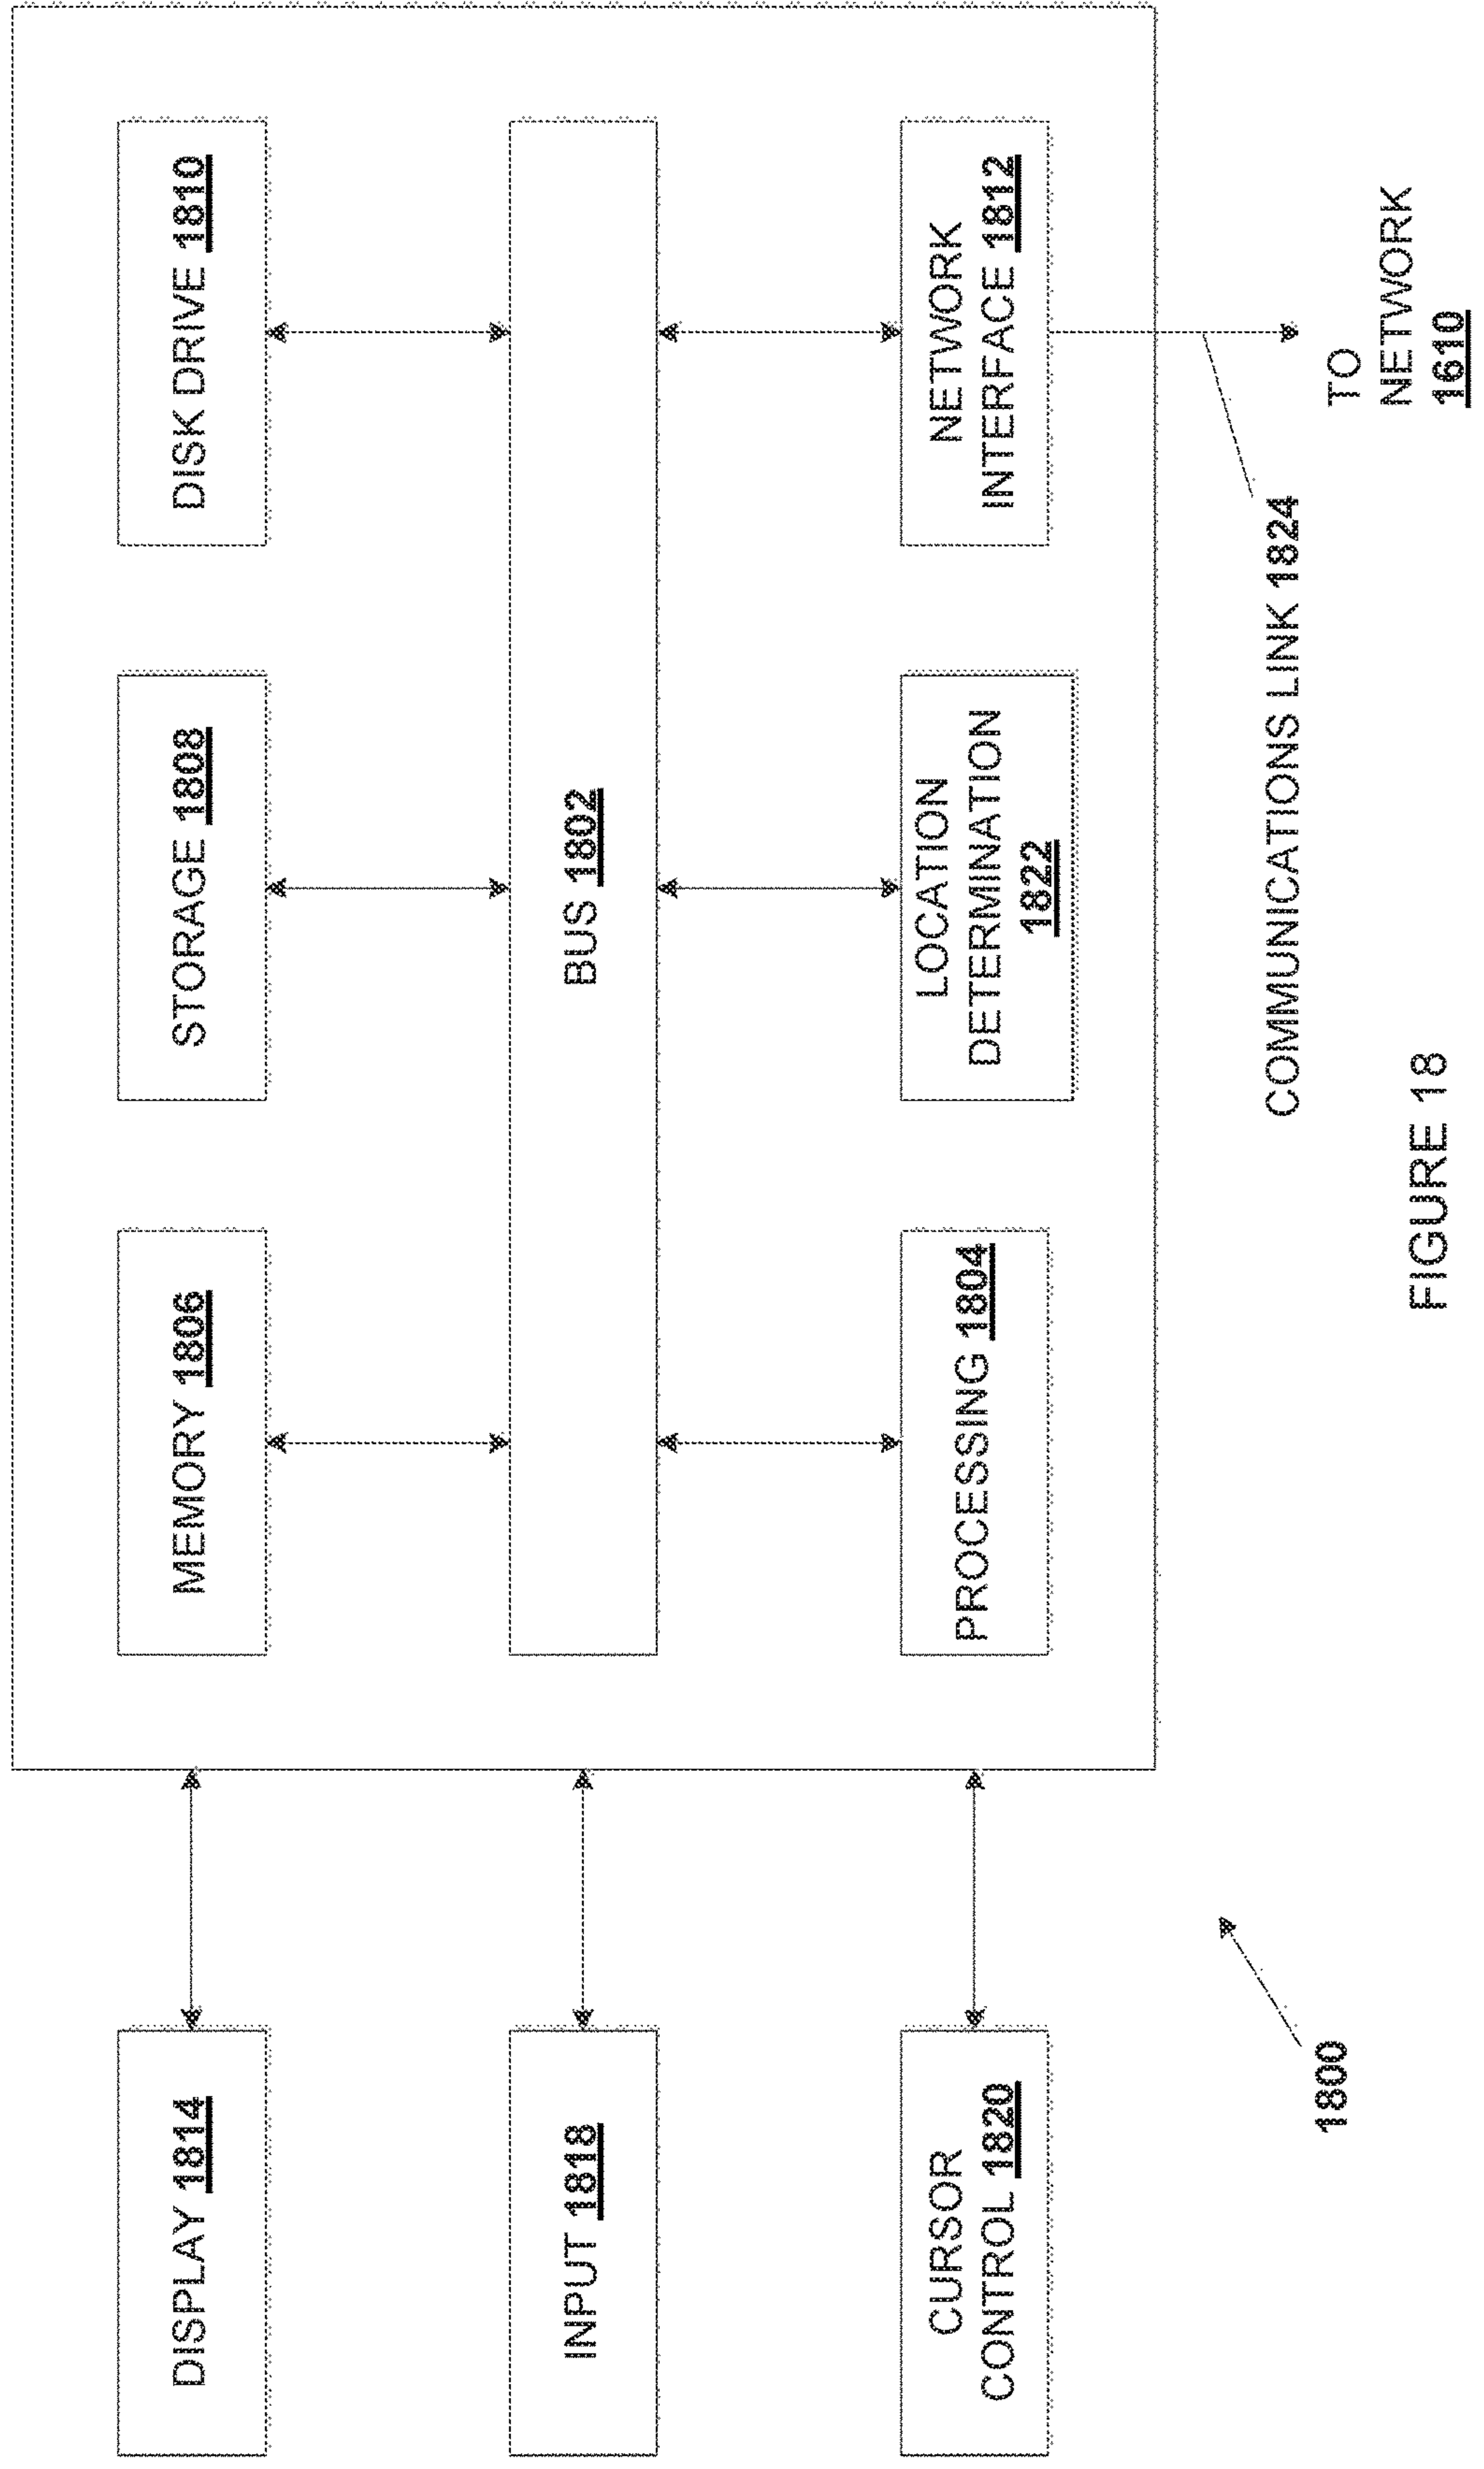 DISPLAY 1814
MEMORY 1806
STORAGE 1808
DISK DRIVE 1810
INPUT 1818
BUS 1802
CURSOR
CONTROL 1820
PROCESSING 1804
LOCATION
DETERMINATION
1822
NETWORK
INTERFACE 1812
1800
COMMUNICATIONS LINK 1824
TO
NETWORK
1610
FIGURE 18